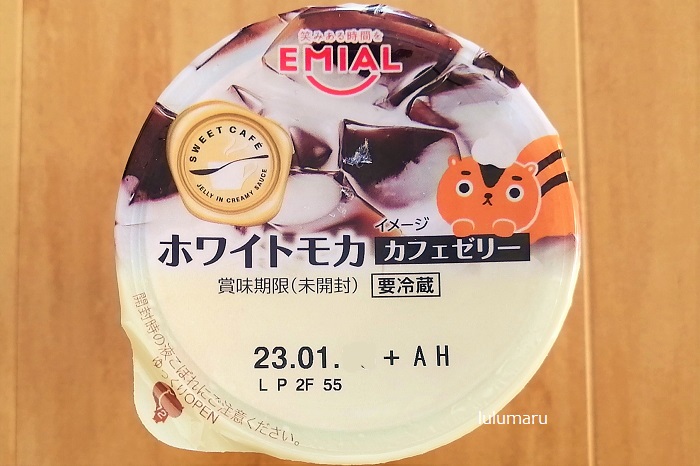 笑みある時間を
EMIAL
SWEET CAFÉ
JELLY IN CREAMY SAUCE
イメージ
ホワイトモカ カフェゼリー
賞味期限(未開封) 要冷蔵
23.01. + AH
LP 2F 55
開封時の液こぼれにご注意ください。
ゆっくりOPEN
lulumaru